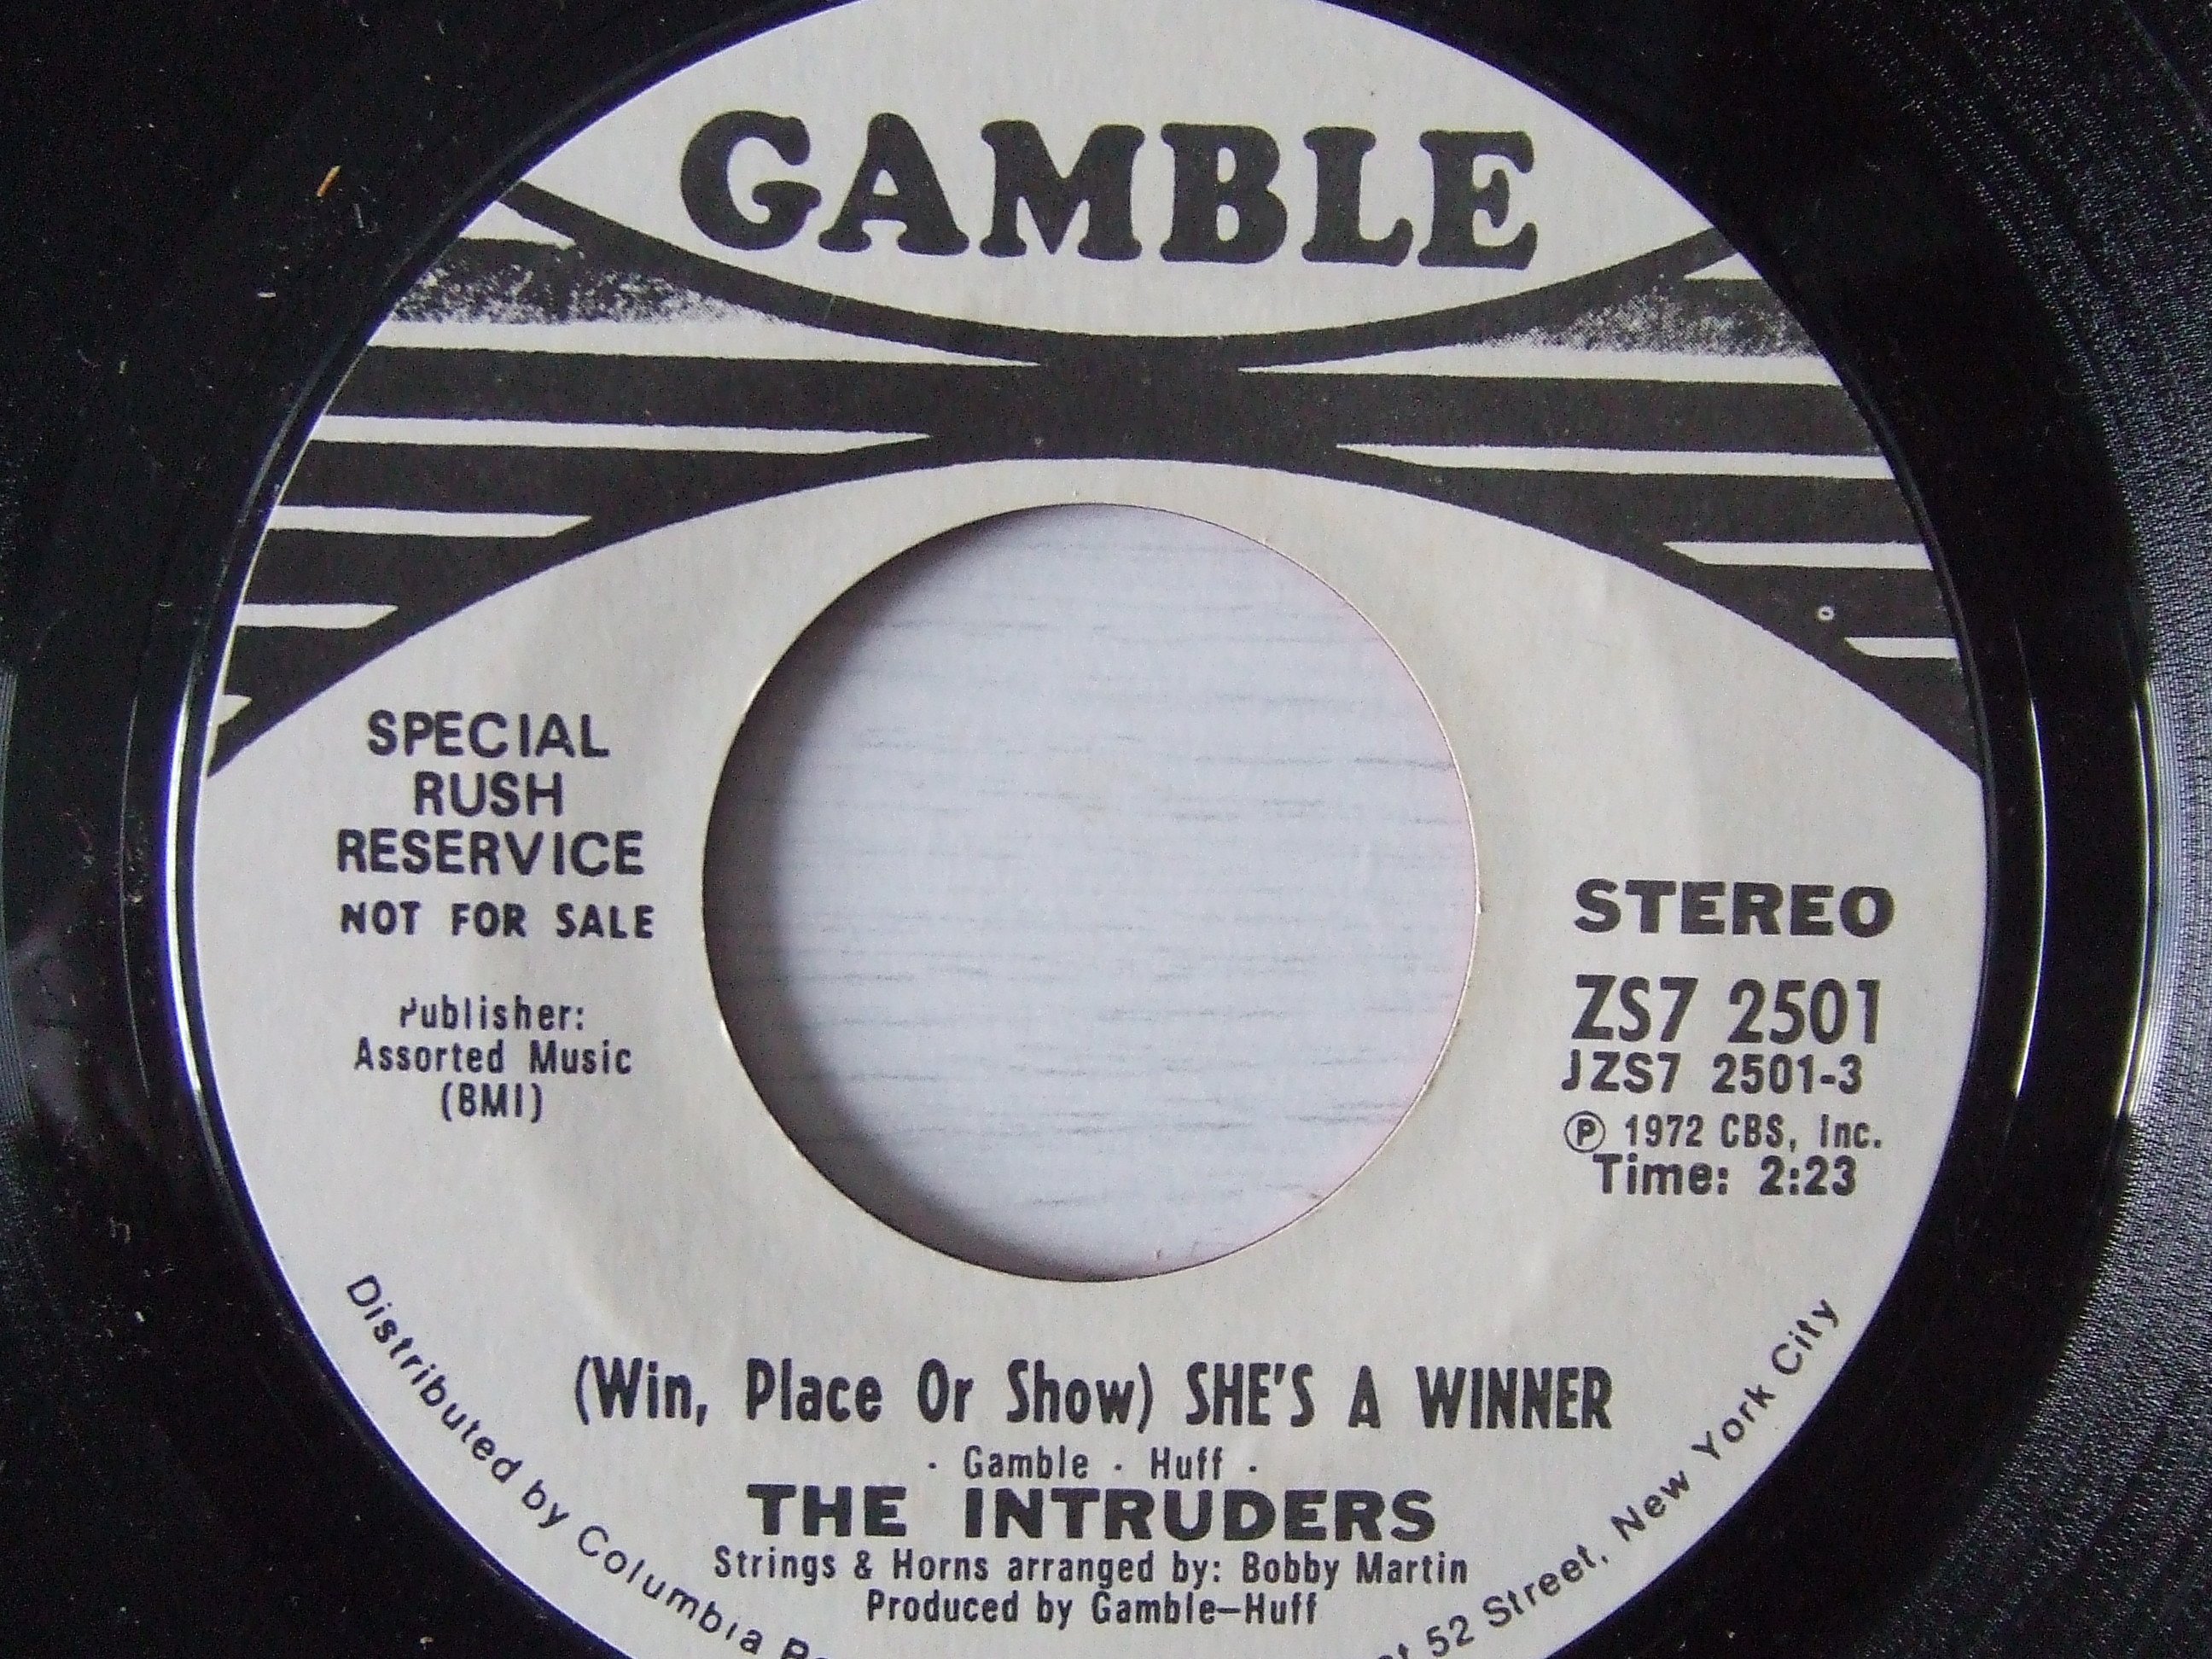 GAMBLE
SPECIAL
RUSH
RESERVICE
NOT FOR SALE
Publisher:
Assorted Music
(BMI)
STEREO
ZS7 2501
JZS7 2501-3
Ⓟ 1972 CBS, Inc.
Time: 2:23
(Win, Place Or Show) SHE'S A WINNER
· Gamble · Huff ·
THE INTRUDERS
Strings & Horns arranged by: Bobby Martin
Produced by Gamble–Huff
Distributed by Columbia
52 Street, New York City